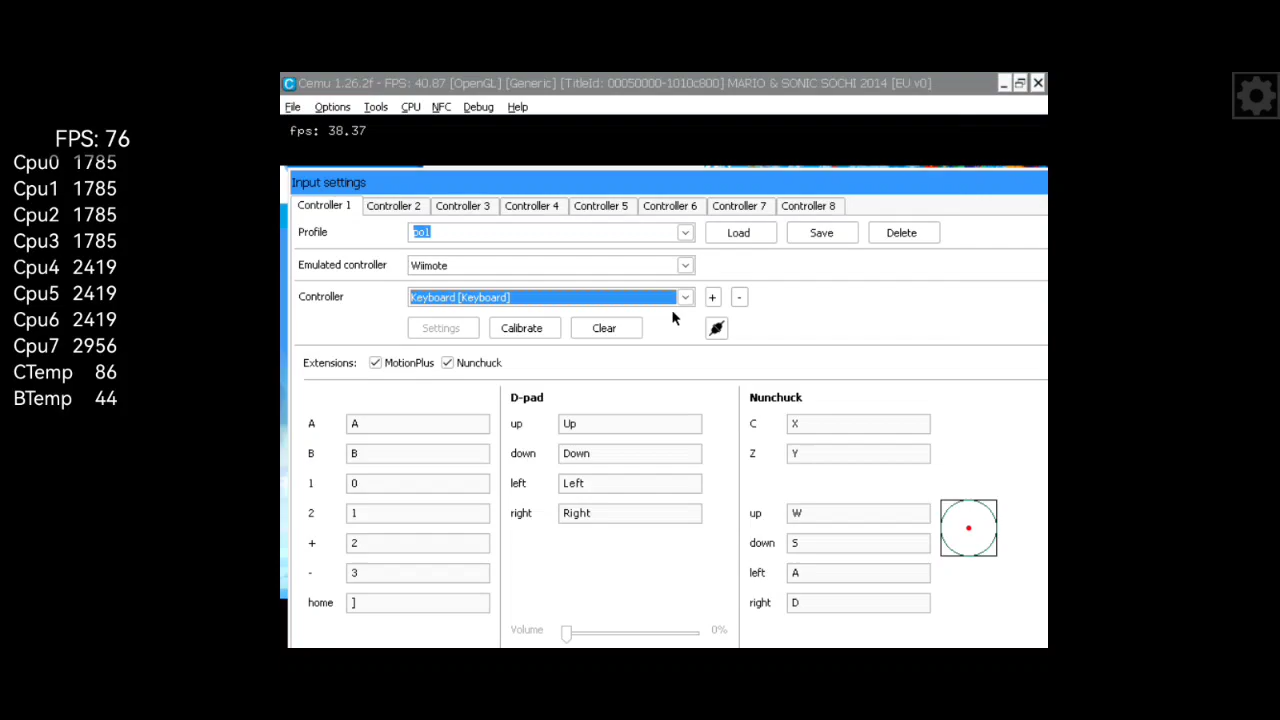 Cemu 1.26.2f - FPS: 40.87 [OpenGL] [Generic] [TitleId: 00050000-1010c800] MARIO & SONIC SOCHI 2014 [EU v0]
File Options Tools CPU NFC Debug Help
fps: 38.37
FPS: 76
Cpu0 1785
Cpu1 1785
Cpu2 1785
Cpu3 1785
Cpu4 2419
Cpu5 2419
Cpu6 2419
Cpu7 2956
CTemp 86
BTemp 44
Input settings
Controller 1 Controller 2 Controller 3 Controller 4 Controller 5 Controller 6 Controller 7 Controller 8
Profile Load Save Delete
Emulated controller Wiimote
Controller Keyboard [Keyboard] + -
Settings Calibrate Clear
Extensions: MotionPlus Nunchuck
D-pad Nunchuck
A A up Up C X
B B down Down Z Y
1 0 left Left
2 1 right Right up W
+ 2 down S
- 3 left A
home ] right D
Volume 0%